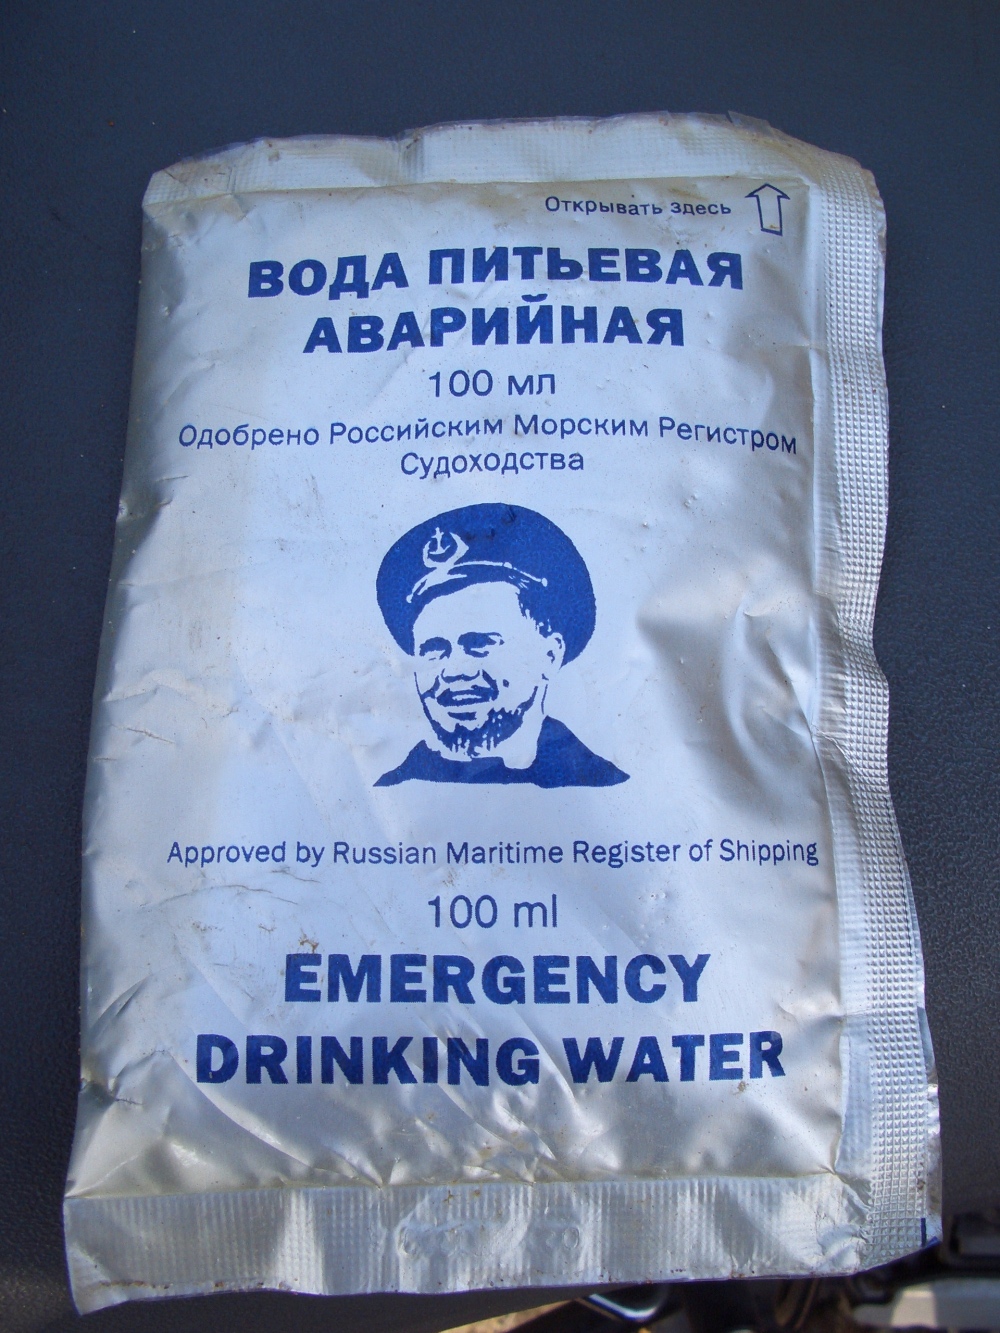 Открывать здесь
ВОДА ПИТЬЕВАЯ
АВАРИЙНАЯ
100 мл
Одобрено Российским Морским Регистром
Судоходства
Approved by Russian Maritime Register of Shipping
100 ml
EMERGENCY
DRINKING WATER